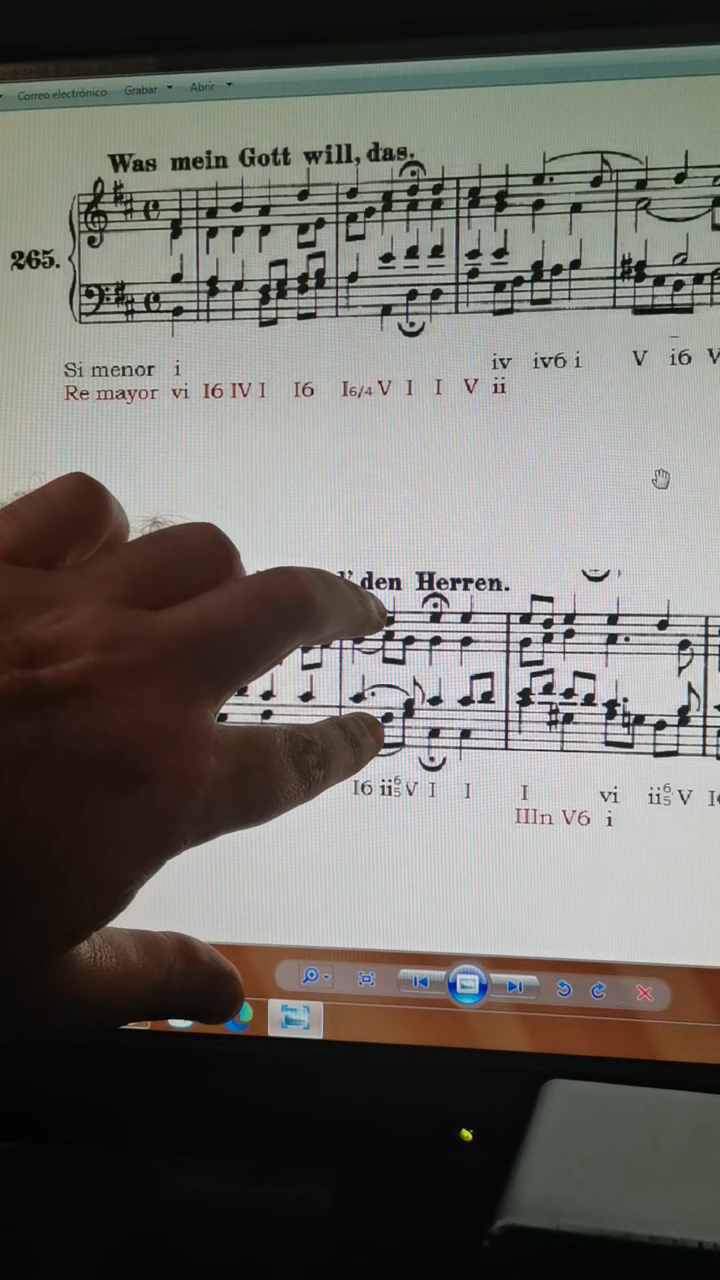 Correo electrónico Grabar Abrir
Was mein Gott will, das.
265.
Si menor i iv iv6 i V i6 V
Re mayor vi I6 IV I I6 I6/4 V I I V ii
den Herren.
I6 ii6/5 V I I I vi ii6/5 V
IIIn V6 i